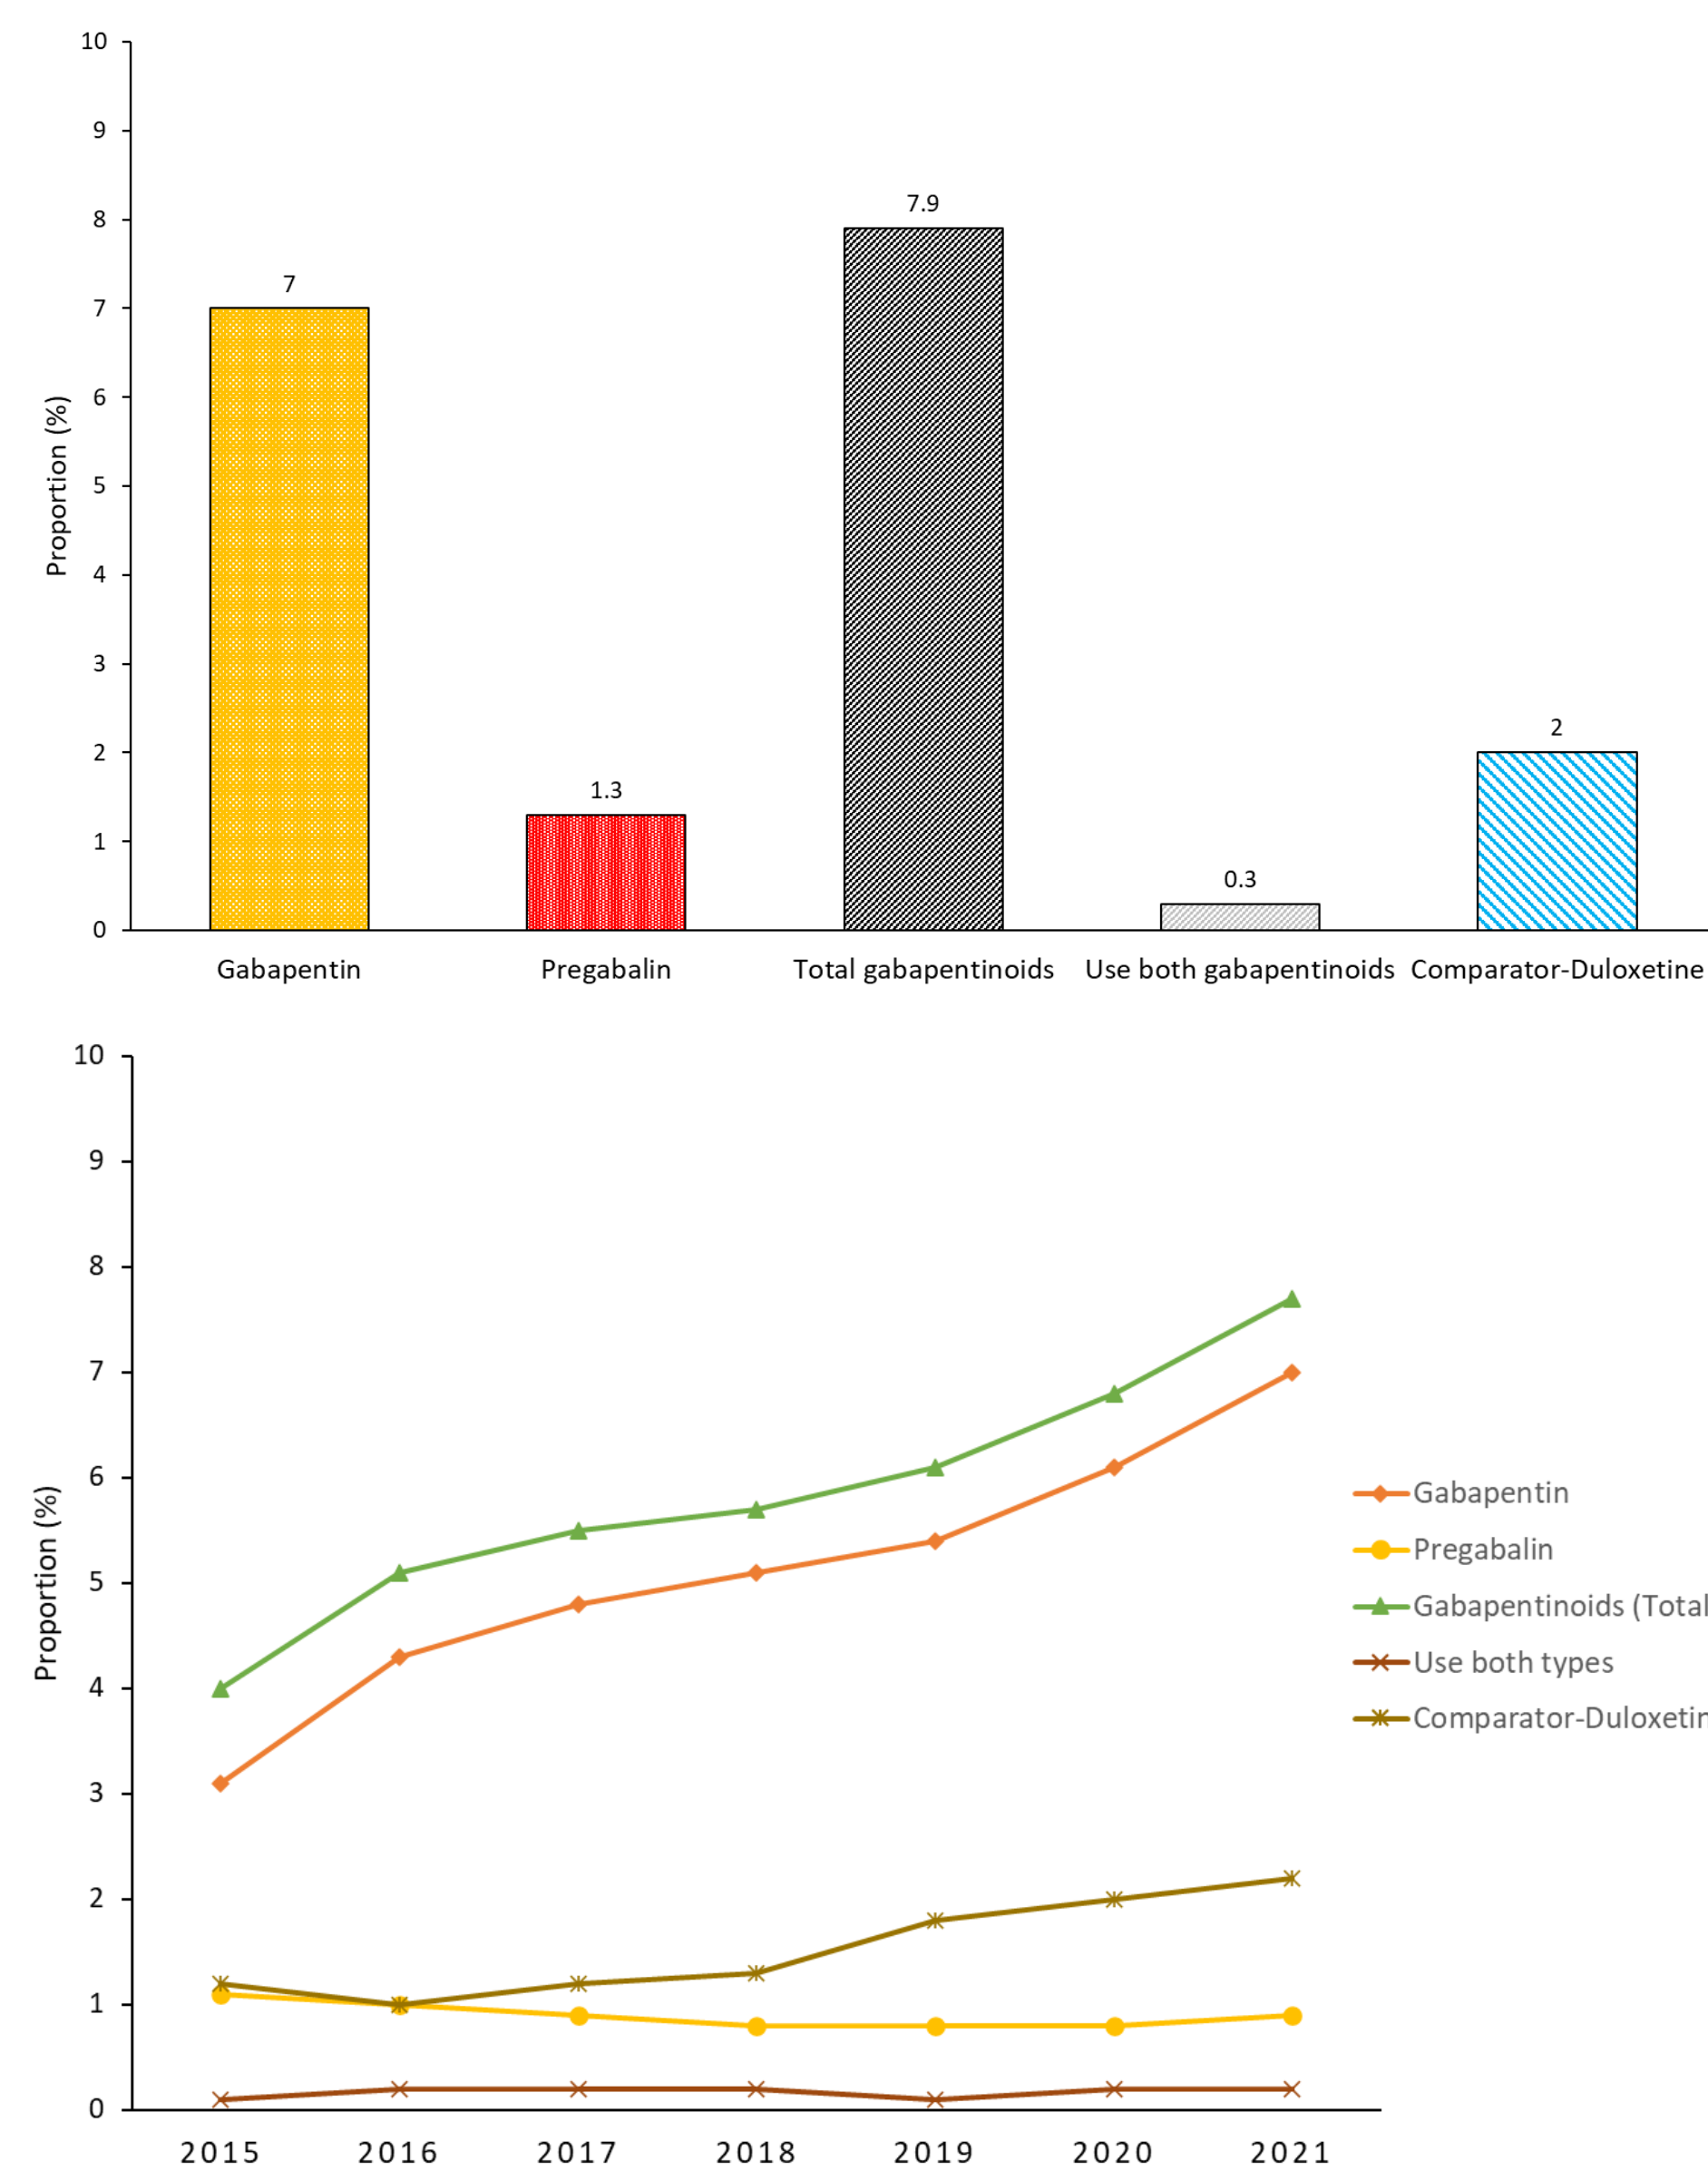 10
9
8
7
6
5
4
3
2
1
0
Proportion (%)
7
1.3
7.9
0.3
2
Gabapentin
Pregabalin
Total gabapentinoids
Use both gabapentinoids
Comparator-Duloxetine
10
9
8
7
6
5
4
3
2
1
0
Proportion (%)
2015
2016
2017
2018
2019
2020
2021
Gabapentin
Pregabalin
Gabapentinoids (Total
Use both types
Comparator-Duloxetin